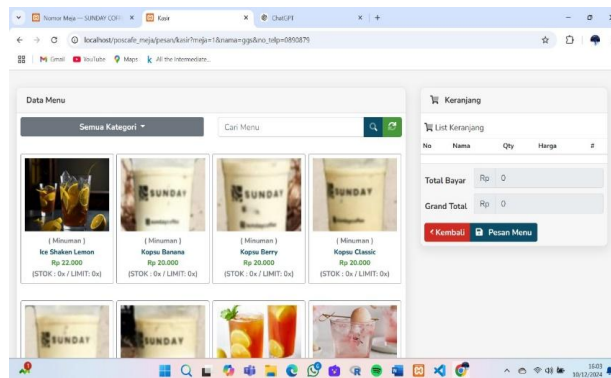 Nomor Meja — SUNDAY COF
Kasir
ChatGPT
localhost/poscafe_meja/pesan/kasir?meja=1&nama=ggs&no_telp=0890879
Gmail
YouTube
Maps
All the Intermediate...
Data Menu
Semua Kategori
Cari Menu
SUNDAY
SUNDAY
SUNDAY
( Minuman )
Ice Shaken Lemon
Rp 22.000
(STOK : 0x / LIMIT: 0x)
( Minuman )
Kopsu Banana
Rp 20.000
(STOK : 0x / LIMIT: 0x)
( Minuman )
Kopsu Berry
Rp 20.000
(STOK : 0x / LIMIT: 0x)
( Minuman )
Kopsu Classic
Rp 20.000
(STOK : 0x / LIMIT: 0x)
SUNDAY
SUNDAY
Keranjang
List Keranjang
No Nama Qty Harga #
Total Bayar Rp 0
Grand Total Rp 0
Kembali
Pesan Menu
15:03
10/12/2024